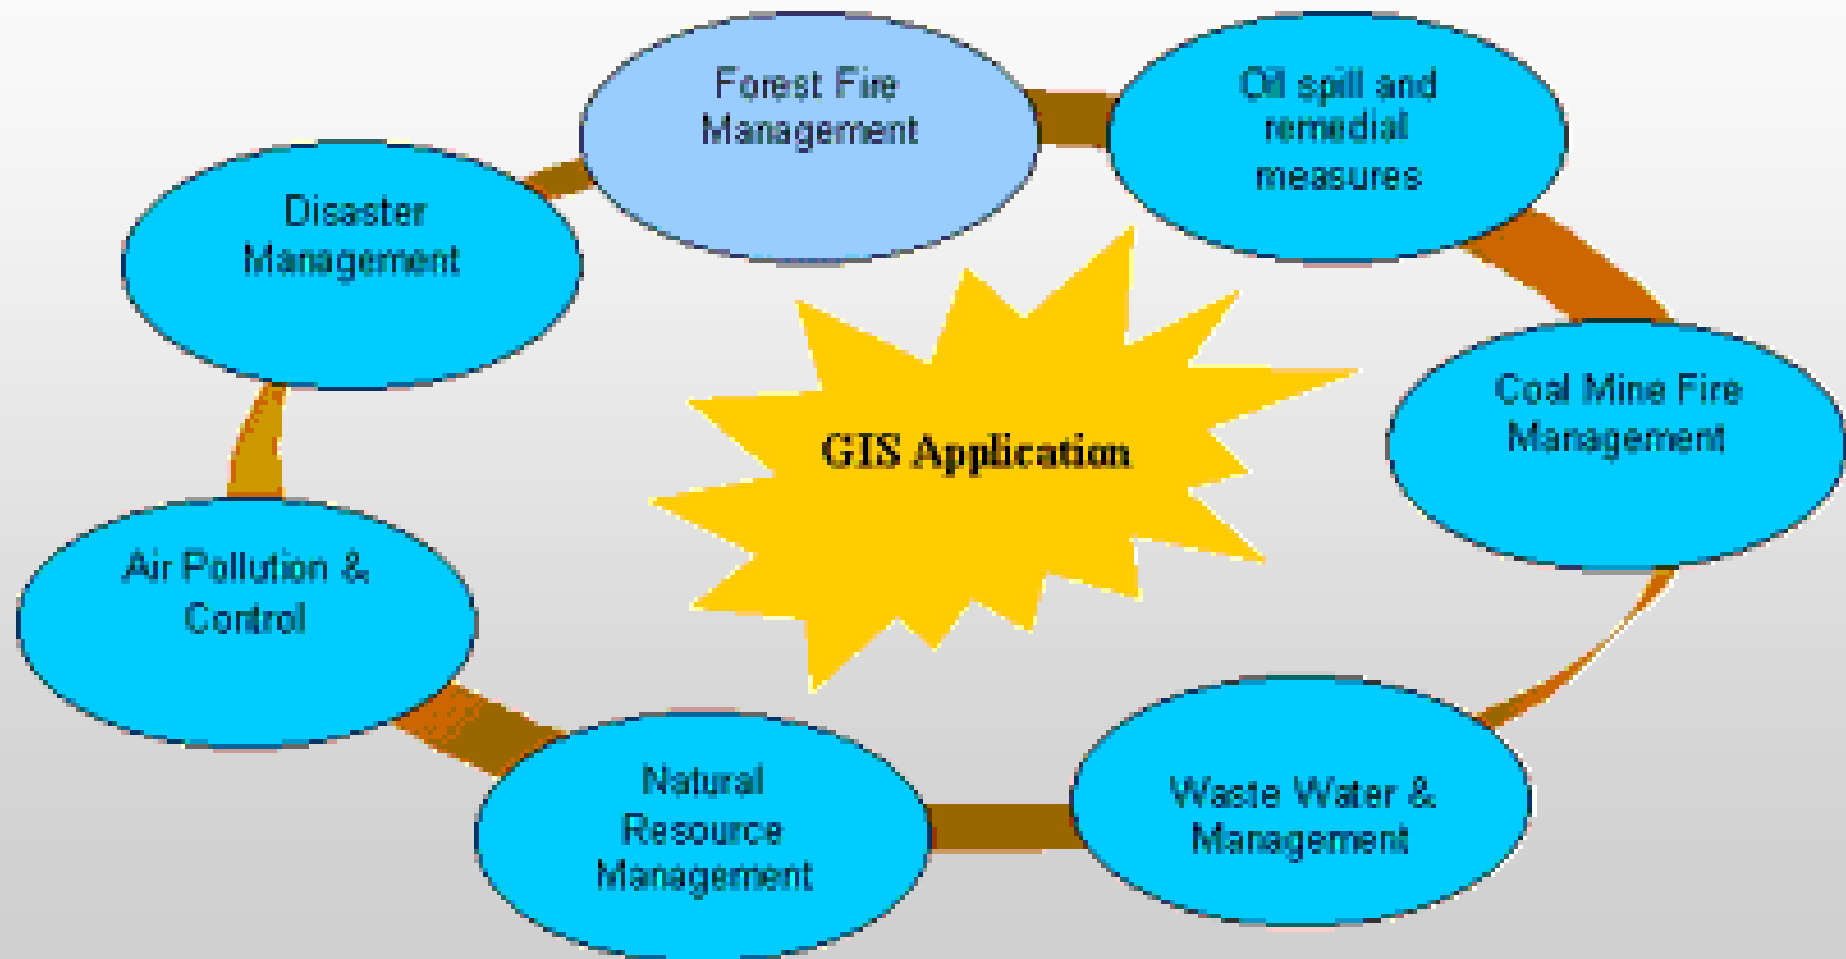 Forest Fire
Management
Oil spill and
remedial
measures
Disaster
Management
Coal Mine Fire
Management
GIS Application
Air Pollution &
Control
Natural
Resource
Management
Waste Water &
Management